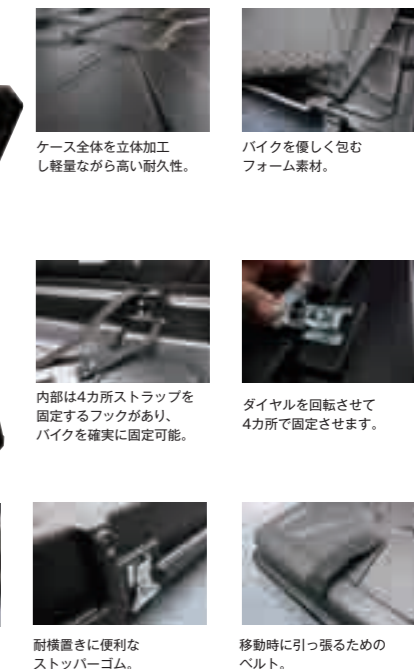 ケース全体を立体加工
し軽量ながら高い耐久性。
バイクを優しく包む
フォーム素材。
内部は4カ所ストラップを
固定するフックがあり、
バイクを確実に固定可能。
ダイヤルを回転させて
4カ所で固定させます。
耐横置きに便利な
ストッパーゴム。
移動時に引っ張るための
ベルト。